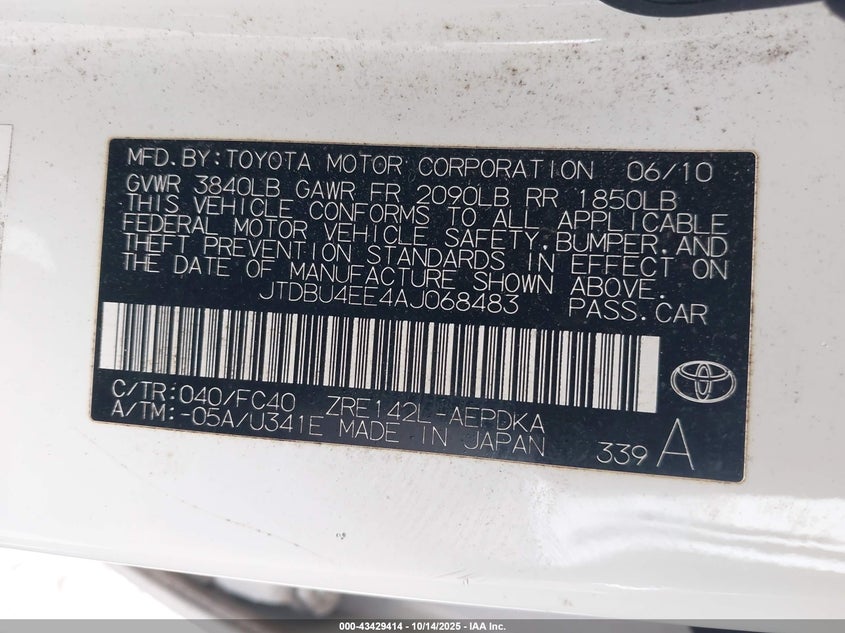 MFD.BY:TOYOTA MOTOR CORPORATION 06/10
GVWR 3840LB GAWR FR 2090LB RR 1850LB
THIS VEHICLE CONFORMS TO ALL APPLICABLE
FEDERAL MOTOR VEHICLE SAFETY,BUMPER,AND
THEFT PREVENTION STANDARDS IN EFFECT ON
THE DATE OF MANUFACTURE SHOWN ABOVE.
JTDBU4EE4AJ068483 PASS.CAR
C/TR:040/FC40 ZRE142L-AEPDKA
A/TM:-05A/U341E MADE IN JAPAN 339 A
000-43429414 - 10/14/2025 - IAA Inc.